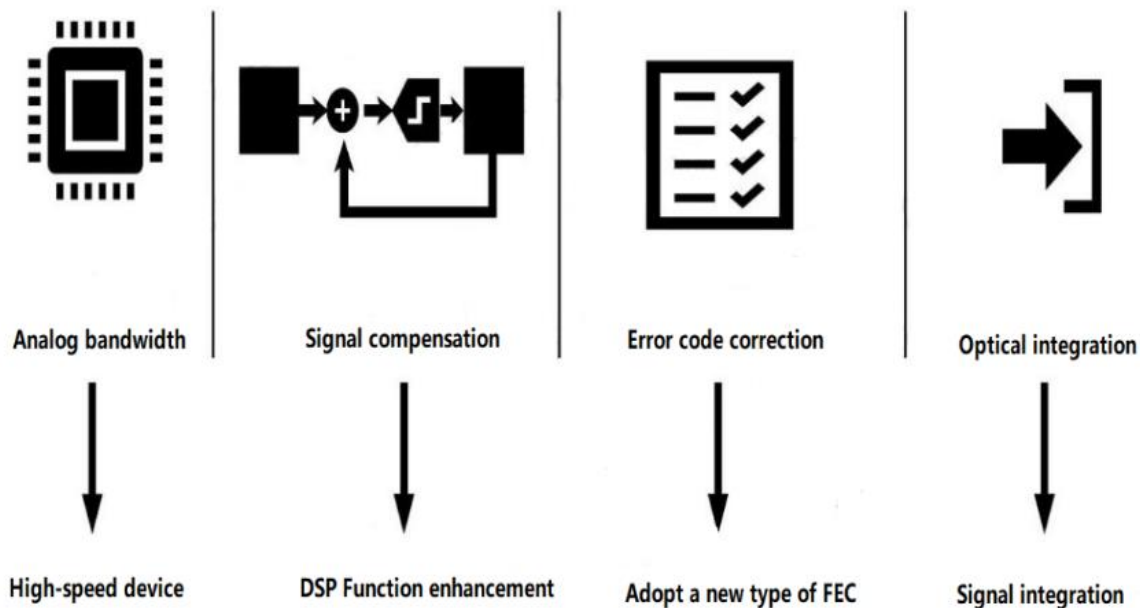 Analog bandwidth
Signal compensation
Error code correction
Optical integration
High-speed device
DSP Function enhancement
Adopt a new type of FEC
Signal integration